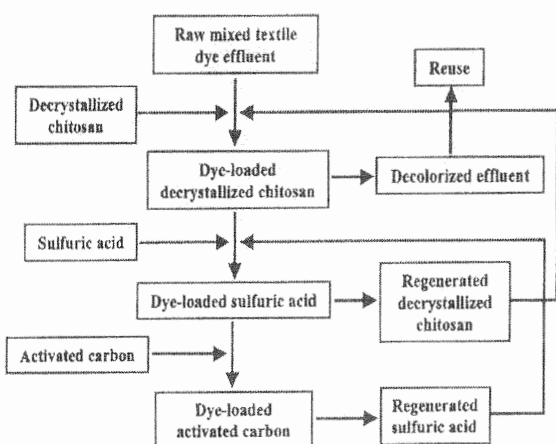 Raw mixed textile
dye effluent
Reuse
Decrystallized
chitosan
Dye-loaded
decrystallized chitosan
Decolorized effluent
Sulfuric acid
Dye-loaded sulfuric acid
Regenerated
decrystallized
chitosan
Activated carbon
Dye-loaded
activated carbon
Regenerated
sulfuric acid